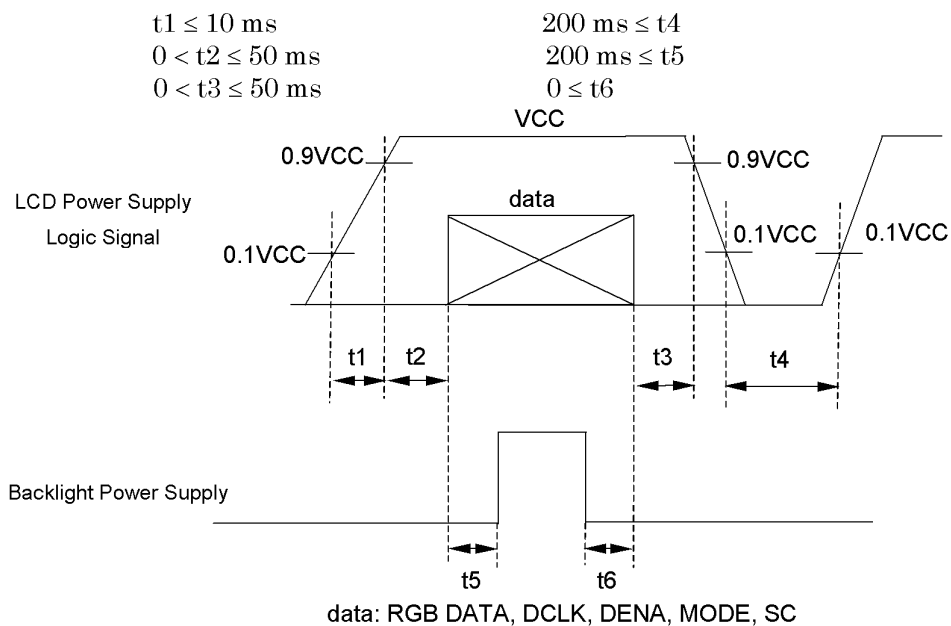 t1 ≤ 10 ms
200 ms ≤ t4
0 < t2 ≤ 50 ms
200 ms ≤ t5
0 < t3 ≤ 50 ms
0 ≤ t6
VCC
0.9VCC
0.9VCC
LCD Power Supply
Logic Signal
data
0.1VCC
0.1VCC
0.1VCC
t1
t2
t3
t4
Backlight Power Supply
t5
t6
data: RGB DATA, DCLK, DENA, MODE, SC